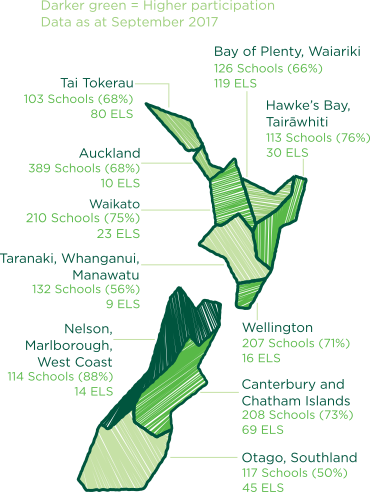 Darker green = Higher participation
Data as at September 2017
Bay of Plenty, Waiariki
126 Schools (66%)
119 ELS
Tai Tokerau
103 Schools (68%)
80 ELS
Hawke's Bay,
Tairāwhiti
113 Schools (76%)
30 ELS
Auckland
389 Schools (68%)
10 ELS
Waikato
210 Schools (75%)
23 ELS
Taranaki, Whanganui,
Manawatu
132 Schools (56%)
9 ELS
Nelson,
Marlborough,
West Coast
114 Schools (88%)
14 ELS
Wellington
207 Schools (71%)
16 ELS
Canterbury and
Chatham Islands
208 Schools (73%)
69 ELS
Otago, Southland
117 Schools (50%)
45 ELS